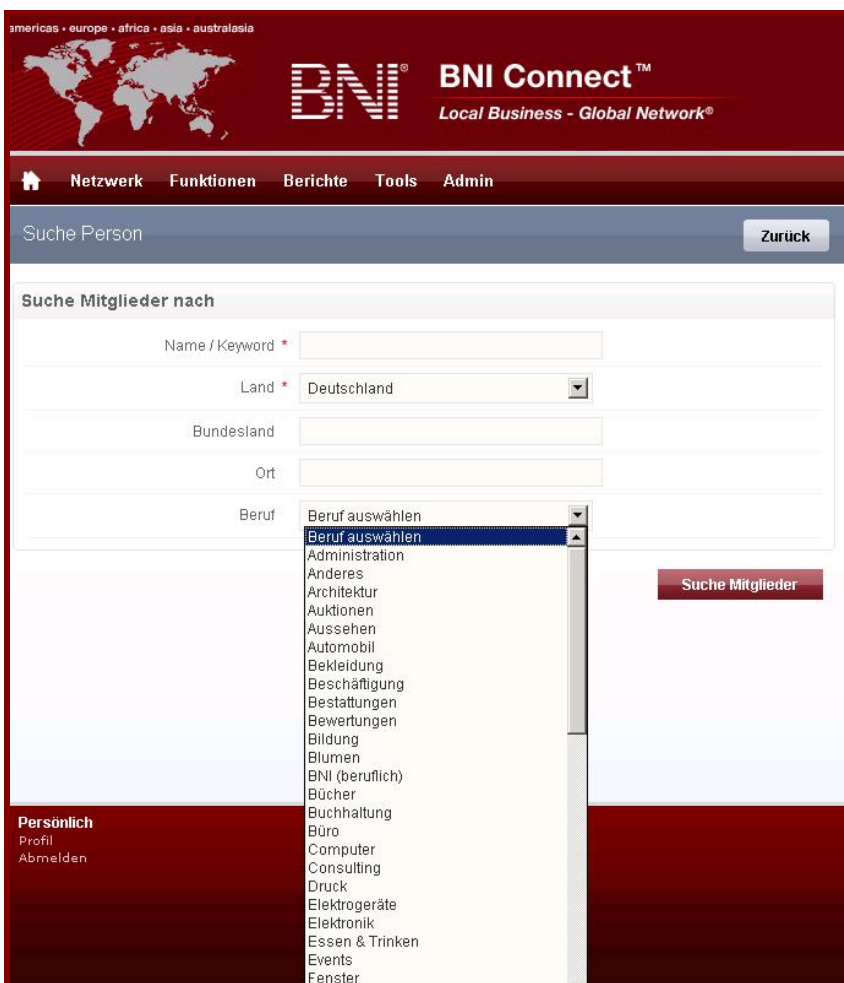 americas • europe • africa • asia • australasia
BNI®
BNI Connect™
Local Business - Global Network®
Netzwerk Funktionen Berichte Tools Admin
Suche Person
Zurück
Suche Mitglieder nach
Name / Keyword *
Land * Deutschland
Bundesland
Ort
Beruf Beruf auswählen
Beruf auswählen
Administration
Anderes
Architektur
Auktionen
Aussehen
Automobil
Bekleidung
Beschäftigung
Bestattungen
Bewertungen
Bildung
Blumen
BNI (beruflich)
Bücher
Buchhaltung
Büro
Computer
Consulting
Druck
Elektrogeräte
Elektronik
Essen & Trinken
Events
Fenster
Suche Mitglieder
Persönlich
Profil
Abmelden